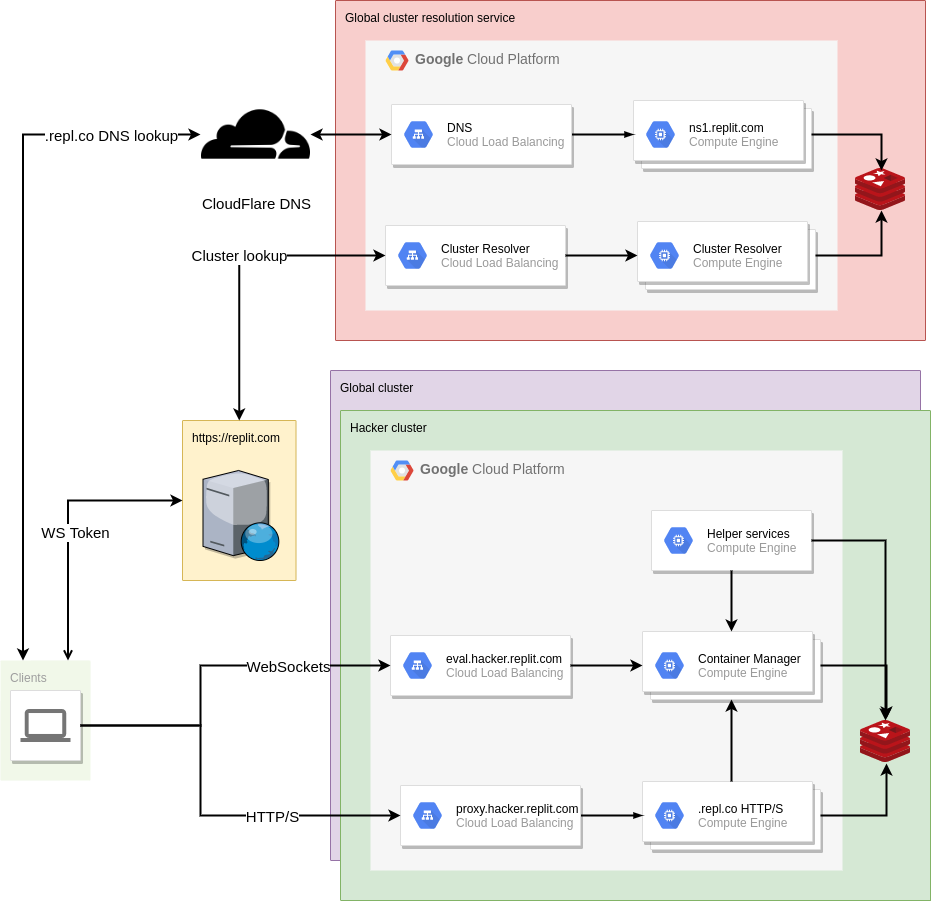 Global cluster resolution service
Google Cloud Platform
.repl.co DNS lookup
DNS
Cloud Load Balancing
ns1.replit.com
Compute Engine
CloudFlare DNS
Cluster lookup
Cluster Resolver
Cloud Load Balancing
Cluster Resolver
Compute Engine
Global cluster
Hacker cluster
https://replit.com
Google Cloud Platform
WS Token
Helper services
Compute Engine
WebSockets
eval.hacker.replit.com
Cloud Load Balancing
Container Manager
Compute Engine
Clients
HTTP/S
proxy.hacker.replit.com
Cloud Load Balancing
.repl.co HTTP/S
Compute Engine